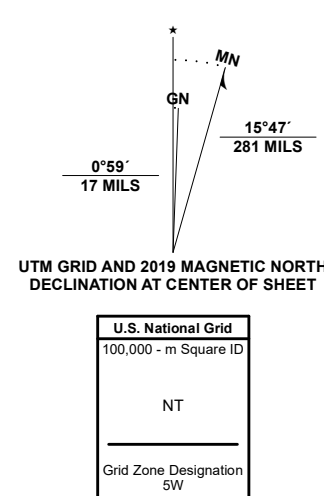 ★
MN
GN
15°47´
281 MILS
0°59´
17 MILS
UTM GRID AND 2019 MAGNETIC NORTH
DECLINATION AT CENTER OF SHEET
U.S. National Grid
100,000 - m Square ID
NT
Grid Zone Designation
5W